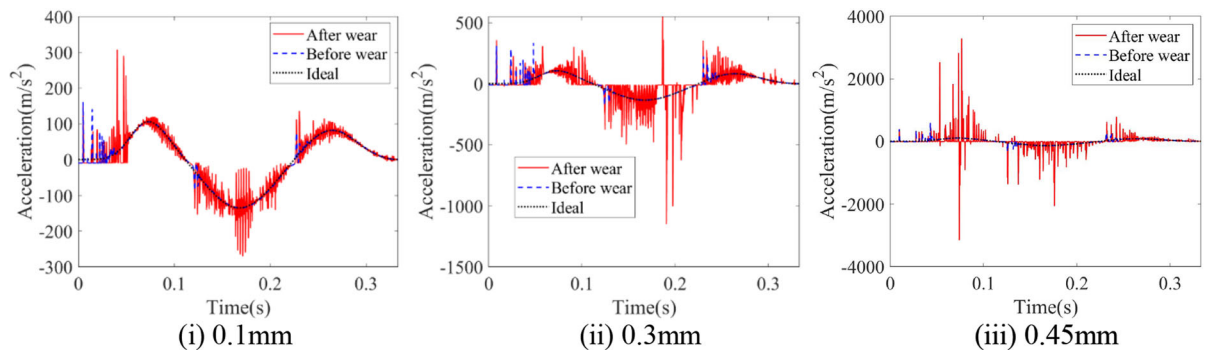 400
300
200
100
0
-100
-200
-300
Acceleration(m/s²)
After wear
Before wear
Ideal
0 0.1 0.2 0.3
Time(s)
(i) 0.1mm
500
0
-500
-1000
-1500
Acceleration(m/s²)
After wear
Before wear
Ideal
0 0.1 0.2 0.3
Time(s)
(ii) 0.3mm
4000
2000
0
-2000
-4000
Acceleration(m/s²)
After wear
Before wear
Ideal
0 0.1 0.2 0.3
Time(s)
(iii) 0.45mm